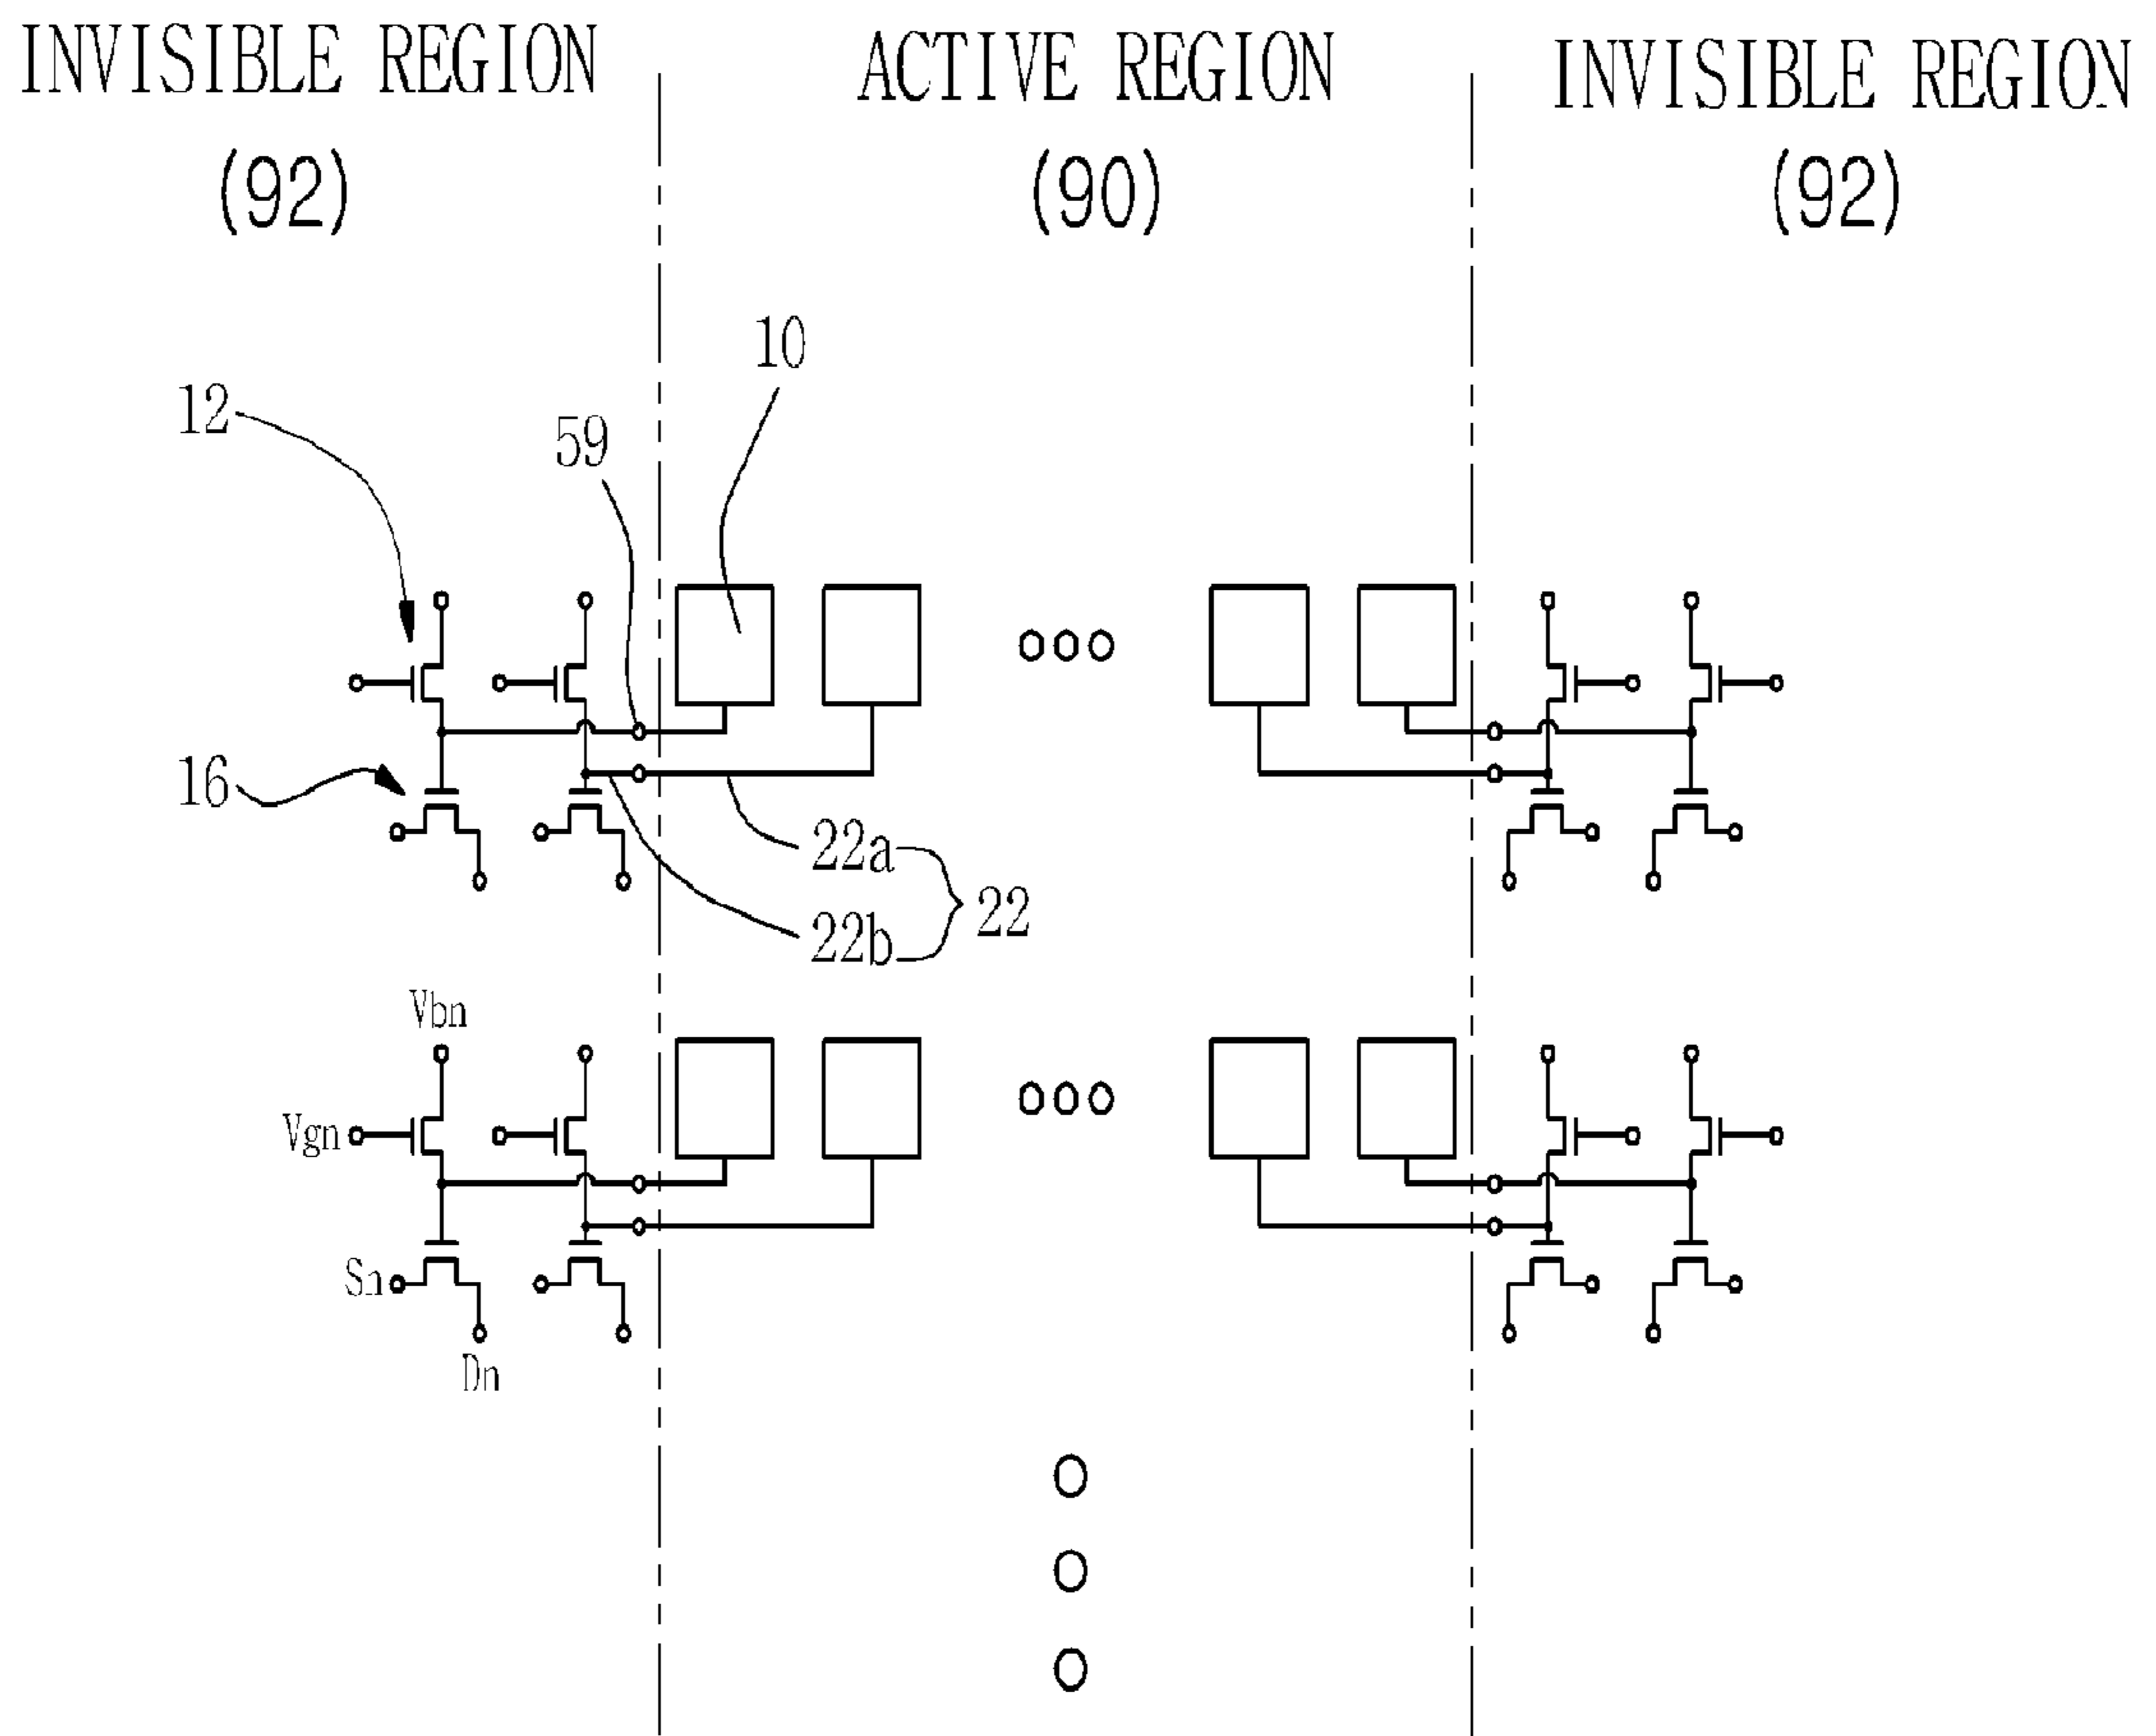 INVISIBLE REGION
(92)
ACTIVE REGION
(90)
INVISIBLE REGION
(92)
10
12
59
16
22a
22
22b
Vbn
Vgn
Sn
Dn